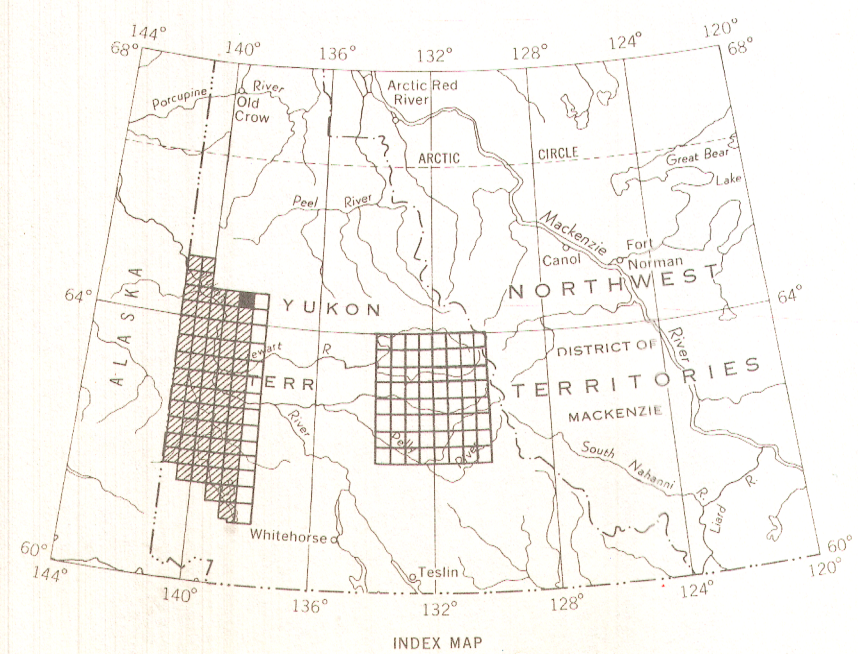 144° 140° 136° 132° 128° 124° 120°
68° 68°
Porcupine River
Old
Crow
Arctic Red
River
ARCTIC CIRCLE
Great Bear
Lake
Peel River
Mackenzie
River
Canol
Fort
Norman
64° 64°
ALASKA
YUKON
TERR
NORTHWEST
TERRITORIES
DISTRICT OF
MACKENZIE
ewart R
River
Pelly
River
South Nahanni R.
Liard R.
Whitehorse
Teslin
60° 60°
144° 140° 136° 132° 128° 124° 120°
INDEX MAP